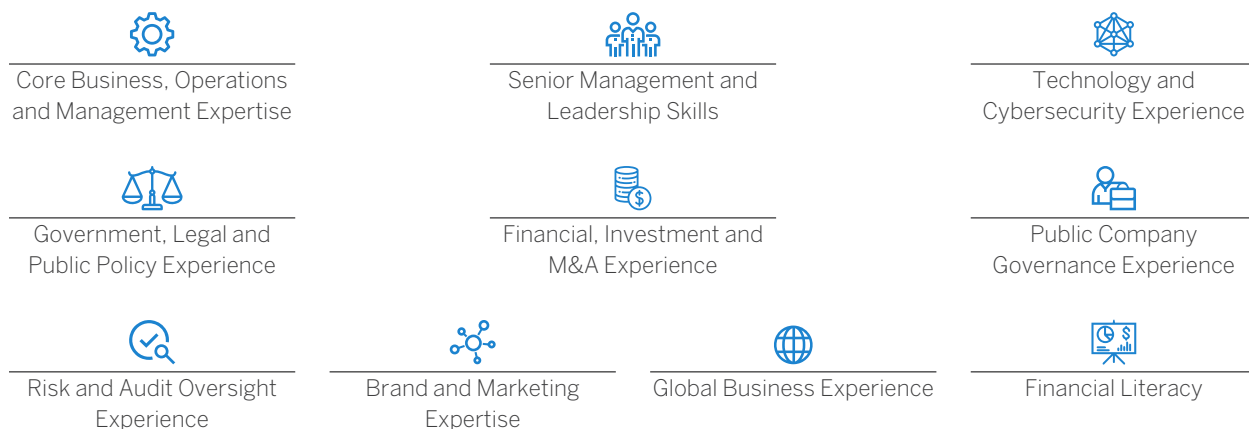 Core Business, Operations
and Management Expertise
Senior Management and
Leadership Skills
Technology and
Cybersecurity Experience
Government, Legal and
Public Policy Experience
$
Financial, Investment and
M&A Experience
Public Company
Governance Experience
Risk and Audit Oversight
Experience
Brand and Marketing
Expertise
Global Business Experience
$
Financial Literacy